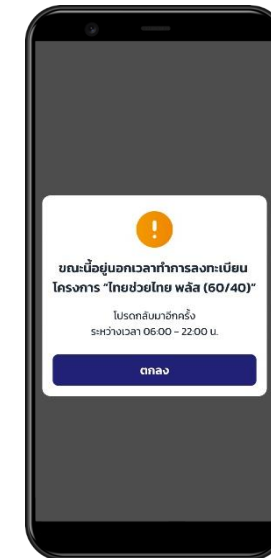 !
ขณะนี้อยู่นอกเวลาทำการลงทะเบียน
โครงการ “ไทยช่วยไทย พลัส (60/40)”
โปรดกลับมาอีกครั้ง
ระหว่างเวลา 06:00 – 22:00 น.
ตกลง